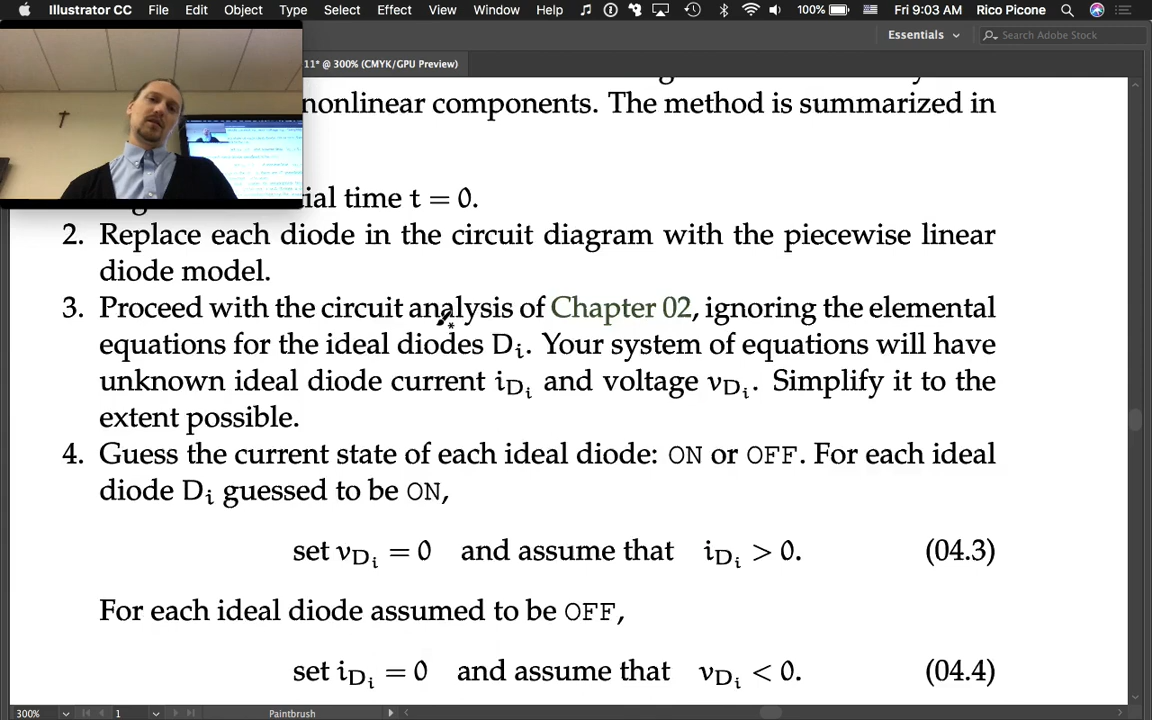 Illustrator CC File Edit Object Type Select Effect View Window Help 100% Fri 9:03 AM Rico Picone
Essentials Search Adobe Stock
11* @ 300% (CMYK/GPU Preview)
nonlinear components. The method is summarized in
ial time t = 0.
2. Replace each diode in the circuit diagram with the piecewise linear
diode model.
3. Proceed with the circuit analysis of Chapter 02, ignoring the elemental
equations for the ideal diodes Dᵢ. Your system of equations will have
unknown ideal diode current i_Dᵢ and voltage v_Dᵢ. Simplify it to the
extent possible.
4. Guess the current state of each ideal diode: ON or OFF. For each ideal
diode Dᵢ guessed to be ON,
set v_Dᵢ = 0 and assume that i_Dᵢ > 0. (04.3)
For each ideal diode assumed to be OFF,
set i_Dᵢ = 0 and assume that v_Dᵢ < 0. (04.4)
300% 1 Paintbrush